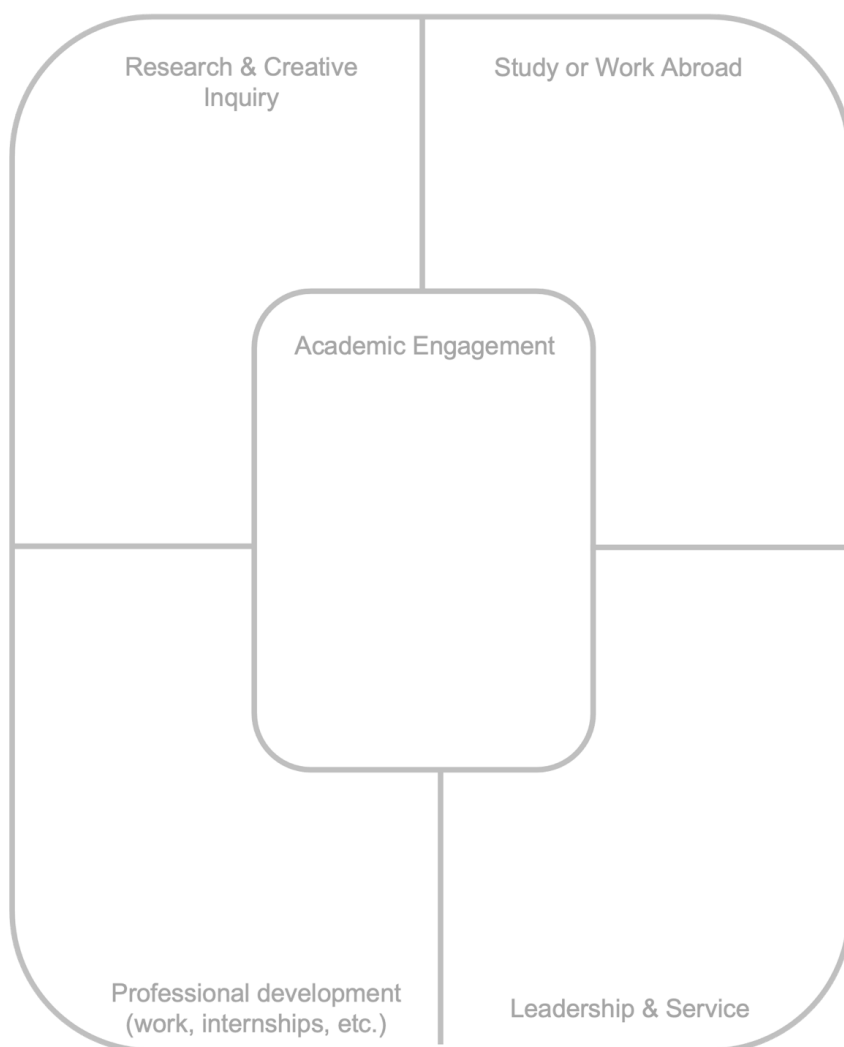 Research & Creative
Inquiry
Study or Work Abroad
Academic Engagement
Professional development
(work, internships, etc.)
Leadership & Service